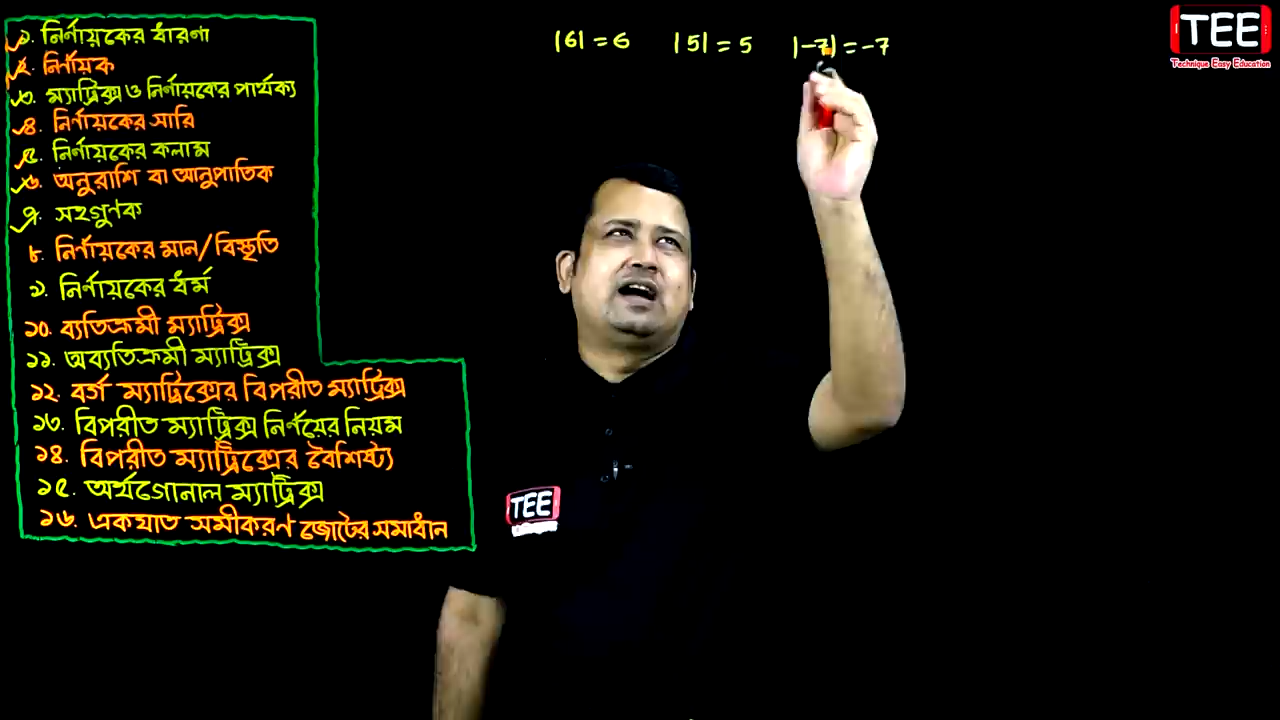 ১. নির্ণায়কের ধারণা
২. নির্ণায়ক
৩. ম্যাট্রিক্স ও নির্ণায়কের পার্থক্য
৪. নির্ণায়কের সারি
৫. নির্ণায়কের কলাম
৬. অনুরাশি বা আনুপাতিক
৭. সহগুণক
৮. নির্ণায়কের মান/বিস্তৃতি
৯. নির্ণায়কের ধর্ম
১০. ব্যতিক্রমী ম্যাট্রিক্স
১১. অব্যতিক্রমী ম্যাট্রিক্স
১২. বর্গ ম্যাট্রিক্সের বিপরীত ম্যাট্রিক্স
১৩. বিপরীত ম্যাট্রিক্স নির্ণয়ের নিয়ম
১৪. বিপরীত ম্যাট্রিক্সের বৈশিষ্ট্য
১৫. অর্থগোনাল ম্যাট্রিক্স
১৬. একঘাত সমীকরণ জোটের সমাধান
|6| = 6 |5| = 5 |-7| = -7
TEE
Technique Easy Education
TEE